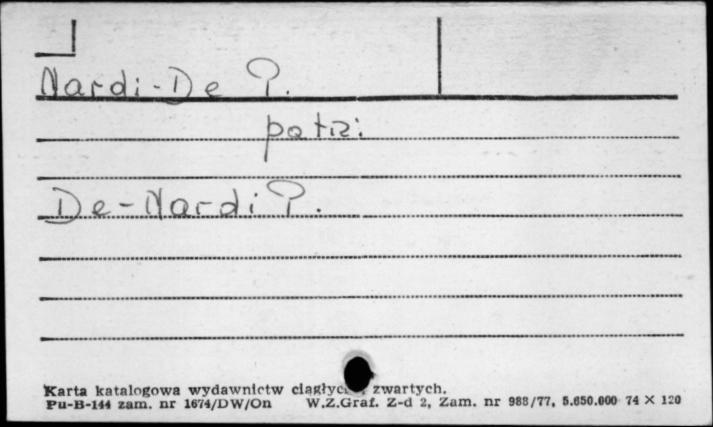 Nardi-De P.
patrz:
De-Nardi P.
Karta katalogowa wydawnictw ciągłych zwartych.
Pu-B-144 zam. nr 1674/DW/On W.Z.Graf. Z-d 2, Zam. nr 988/77, 5.650.000 74 × 120